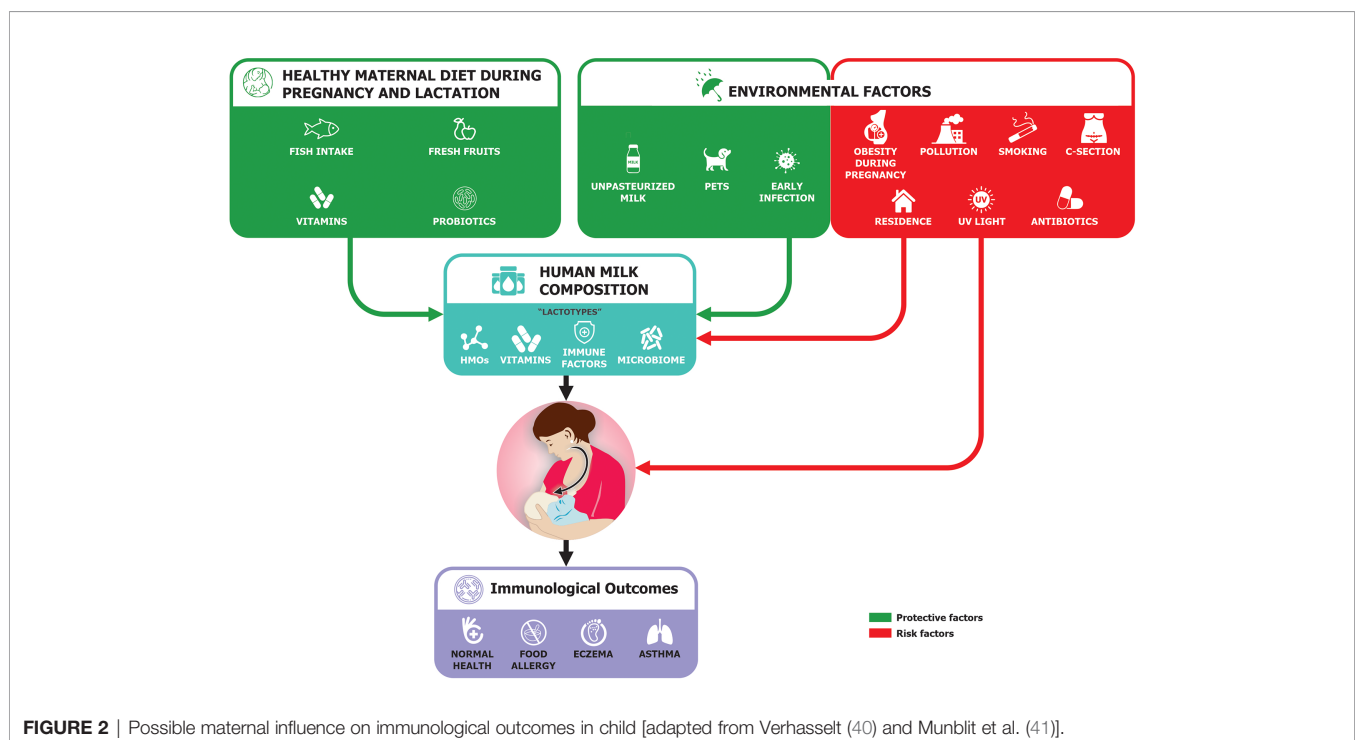 HEALTHY MATERNAL DIET DURING
PREGNANCY AND LACTATION
FISH INTAKE
FRESH FRUITS
VITAMINS
PROBIOTICS
ENVIRONMENTAL FACTORS
MILK
UNPASTEURIZED
MILK
PETS
EARLY
INFECTION
OBESITY
DURING
PREGNANCY
POLLUTION
SMOKING
C-SECTION
RESIDENCE
UV
UV LIGHT
ANTIBIOTICS
HUMAN MILK
COMPOSITION
"LACTOTYPES"
HMOs
VITAMINS
IMMUNE
FACTORS
MICROBIOME
Immunological Outcomes
NORMAL
HEALTH
FOOD
ALLERGY
ECZEMA
ASTHMA
Protective factors
Risk factors
FIGURE 2 | Possible maternal influence on immunological outcomes in child [adapted from Verhasselt (40) and Munblit et al. (41)].